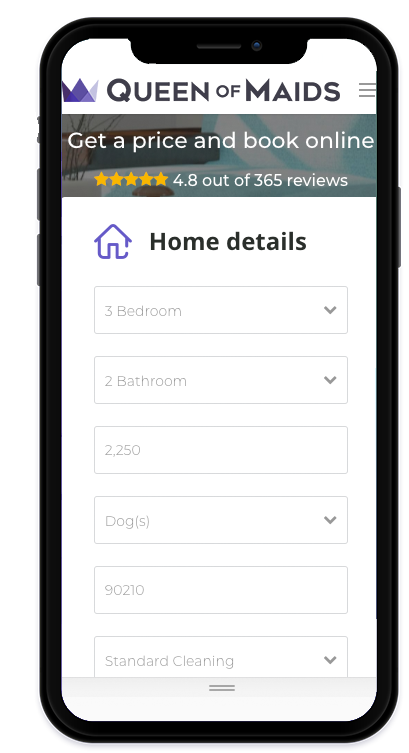 QUEEN OF MAIDS
Get a price and book online
4.8 out of 365 reviews
Home details
3 Bedroom
2 Bathroom
2,250
Dog(s)
90210
Standard Cleaning